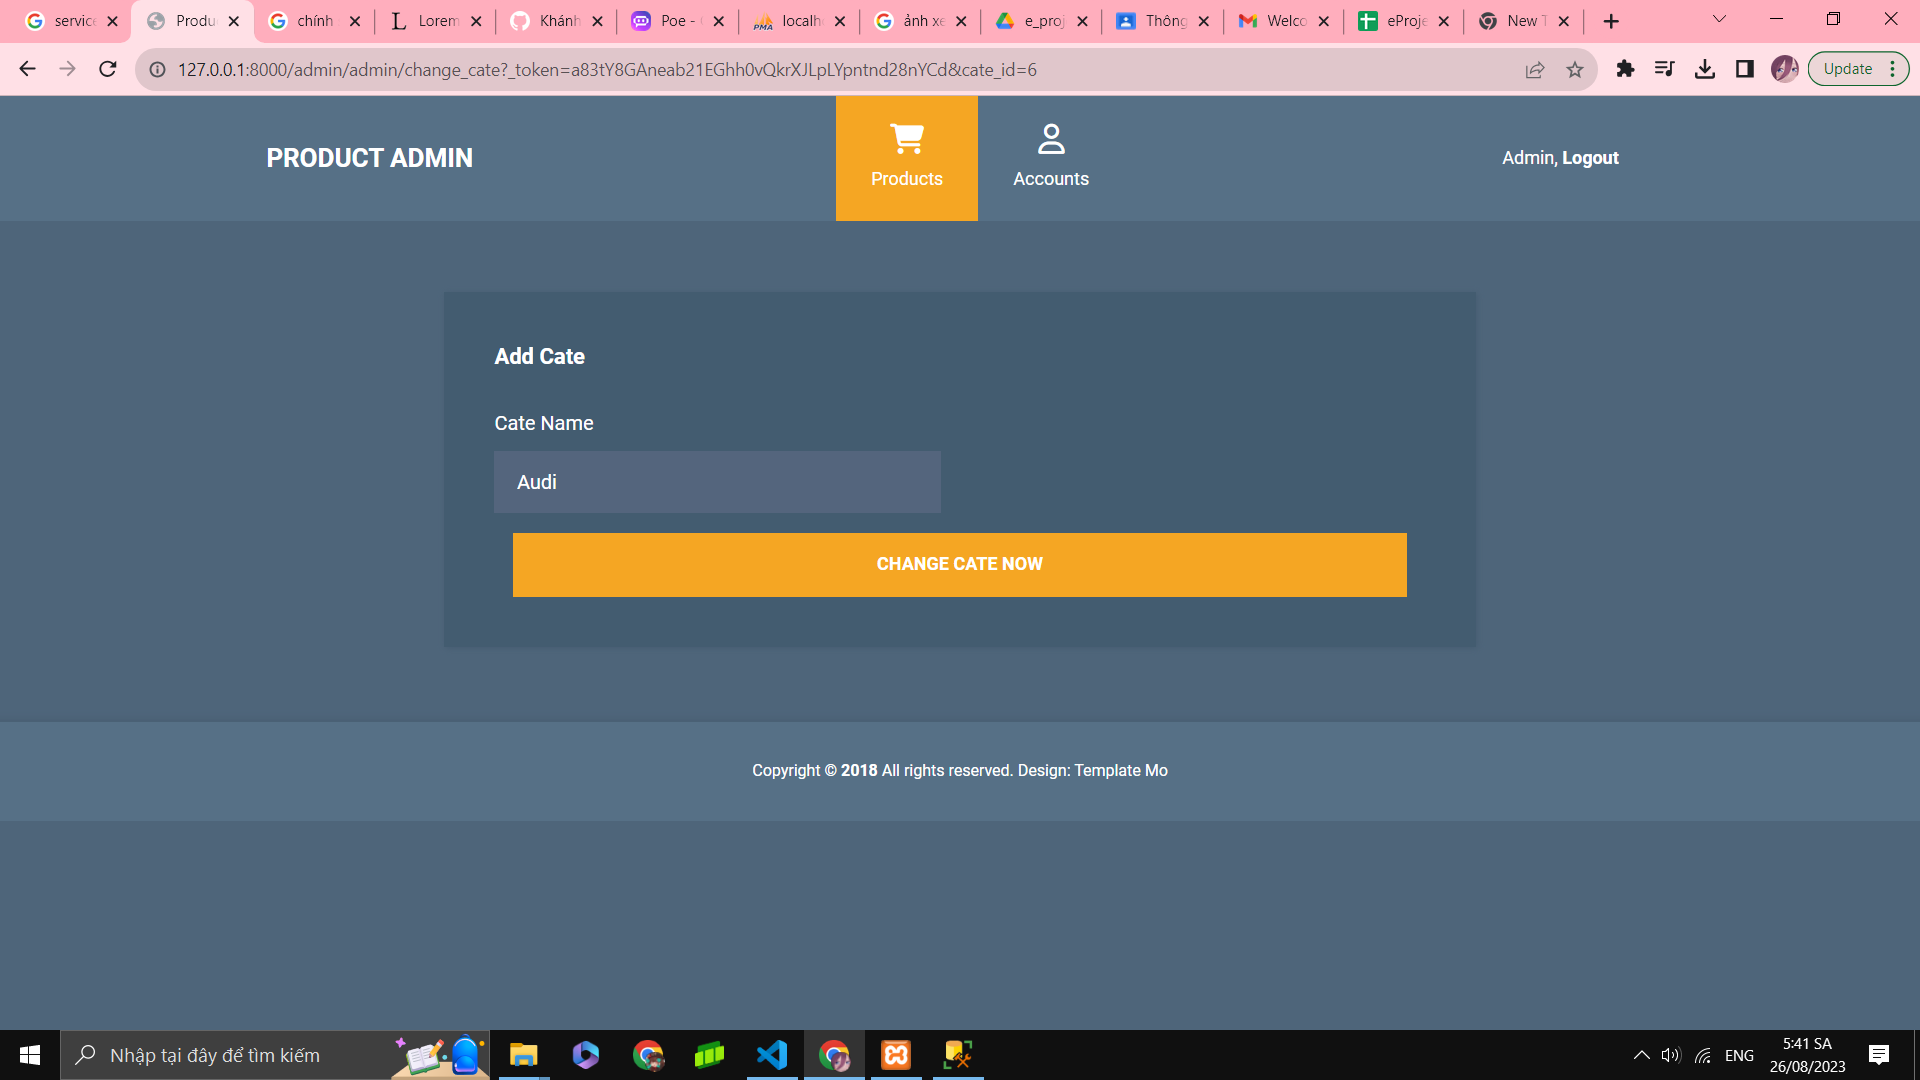 service
Produ
chính
Lorem
Khánh
Poe - 
localho
ảnh xe
e_proj
Thông
Welco
eProje
New T
127.0.0.1:8000/admin/admin/change_cate?_token=a83tY8GAneab21EGhh0vQkrXJLpLYpntnd28nYCd&cate_id=6
Update
PRODUCT ADMIN
Products
Accounts
Admin, Logout
Add Cate
Cate Name
Audi
CHANGE CATE NOW
Copyright © 2018 All rights reserved. Design: Template Mo
Nhập tại đây để tìm kiếm
ENG
5:41 SA
26/08/2023